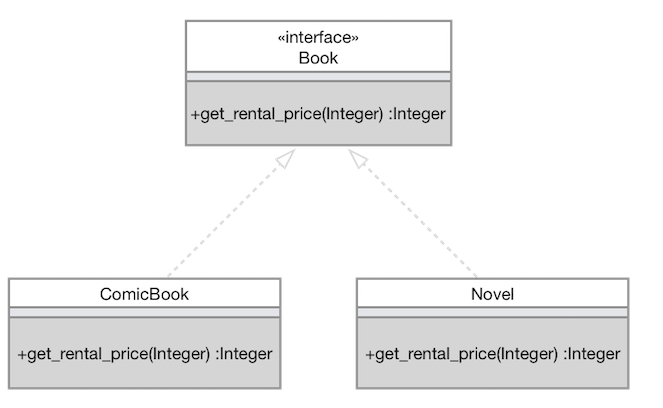 «interface»
Book
+get_rental_price(Integer) :Integer
ComicBook
+get_rental_price(Integer) :Integer
Novel
+get_rental_price(Integer) :Integer